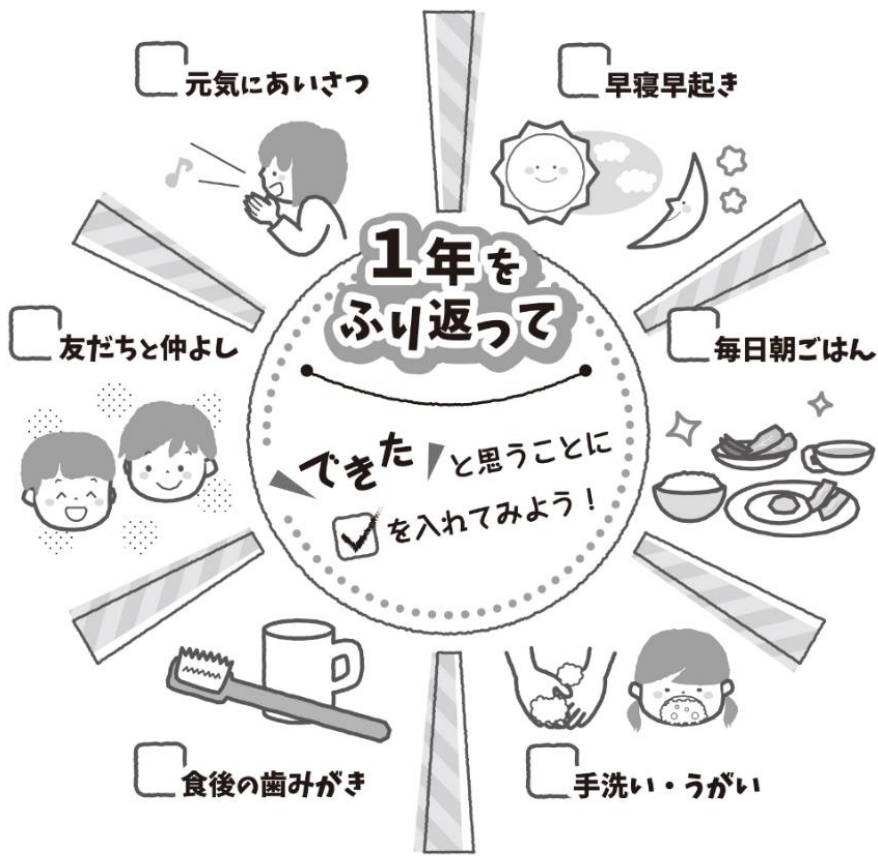 1年を
ふり返って
できたと思うことに
を入れてみよう！
元気にあいさつ
早寝早起き
友だちと仲よし
毎日朝ごはん
食後の歯みがき
手洗い・うがい